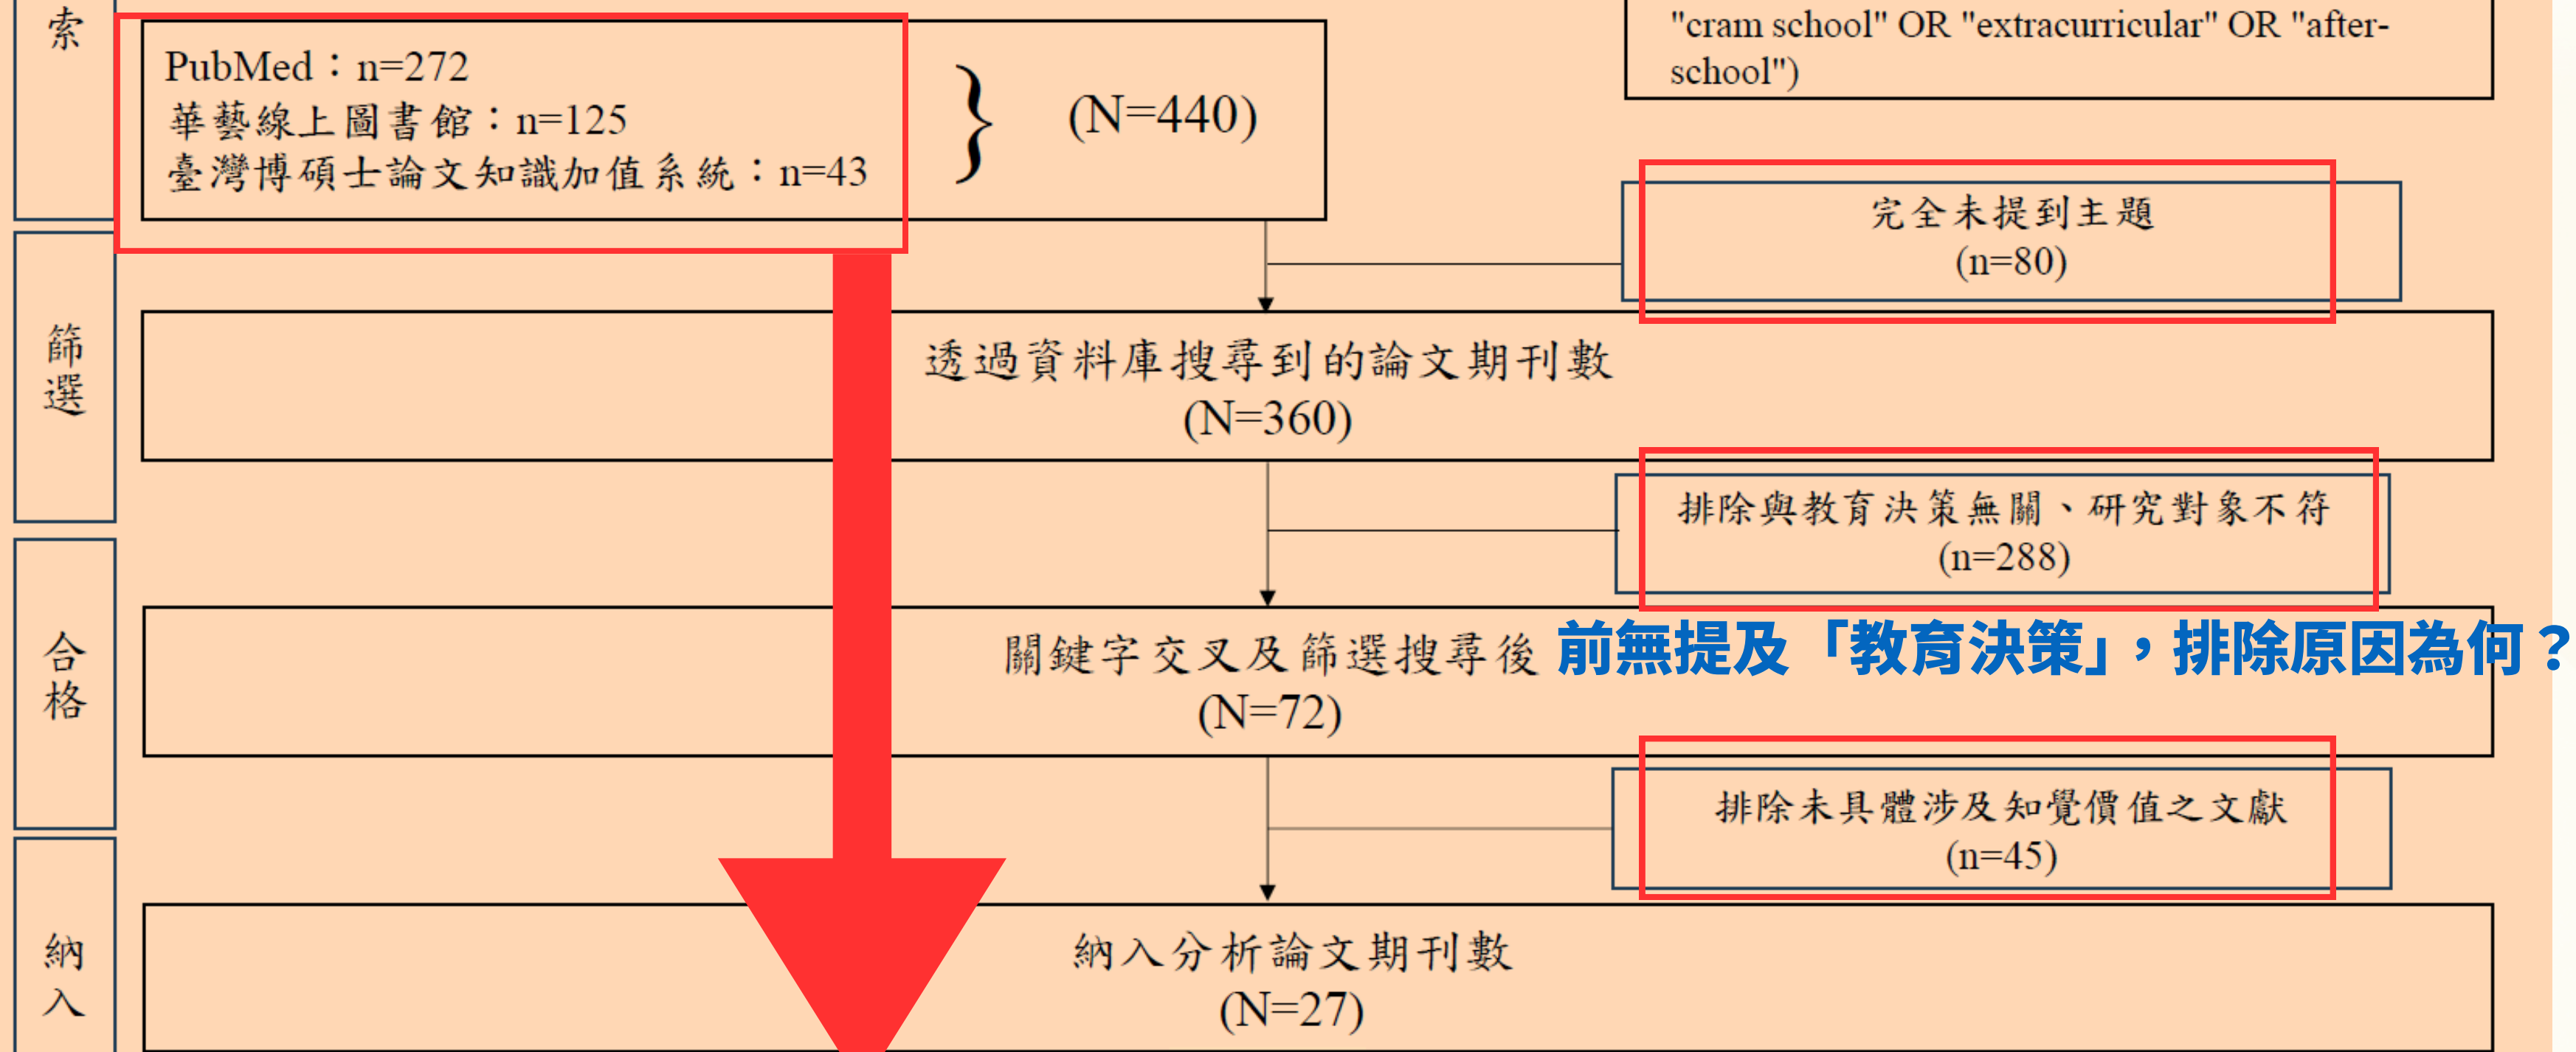 索
PubMed：n=272
華藝線上圖書館：n=125
臺灣博碩士論文知識加值系統：n=43
} (N=440)
"cram school" OR "extracurricular" OR "after-
school")
完全未提到主題
(n=80)
篩
選
透過資料庫搜尋到的論文期刊數
(N=360)
排除與教育決策無關、研究對象不符
(n=288)
合
格
關鍵字交叉及篩選搜尋後
(N=72)
前無提及「教育決策」，排除原因為何？
排除未具體涉及知覺價值之文獻
(n=45)
納
入
納入分析論文期刊數
(N=27)